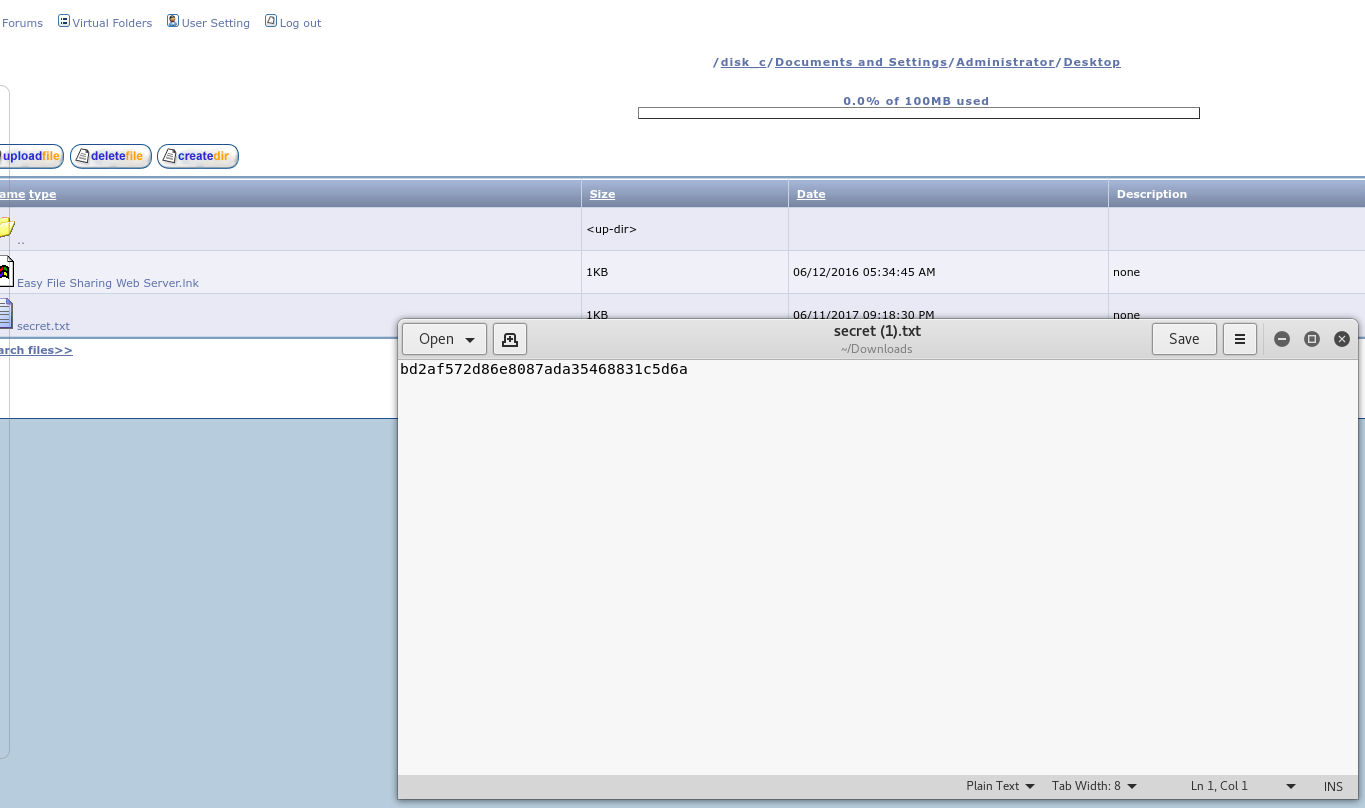 Forums Virtual Folders User Setting Log out
/disk_c/Documents and Settings/Administrator/Desktop
0.0% of 100MB used
uploadfile deletefile createdir
ame type Size Date Description
.. <up-dir>
Easy File Sharing Web Server.lnk 1KB 06/12/2016 05:34:45 AM none
secret.txt 1KB 06/11/2017 09:18:30 PM none
arch files>>
Open secret (1).txt Save
~/Downloads
bd2af572d86e8087ada35468831c5d6a
Plain Text Tab Width: 8 Ln 1, Col 1 INS